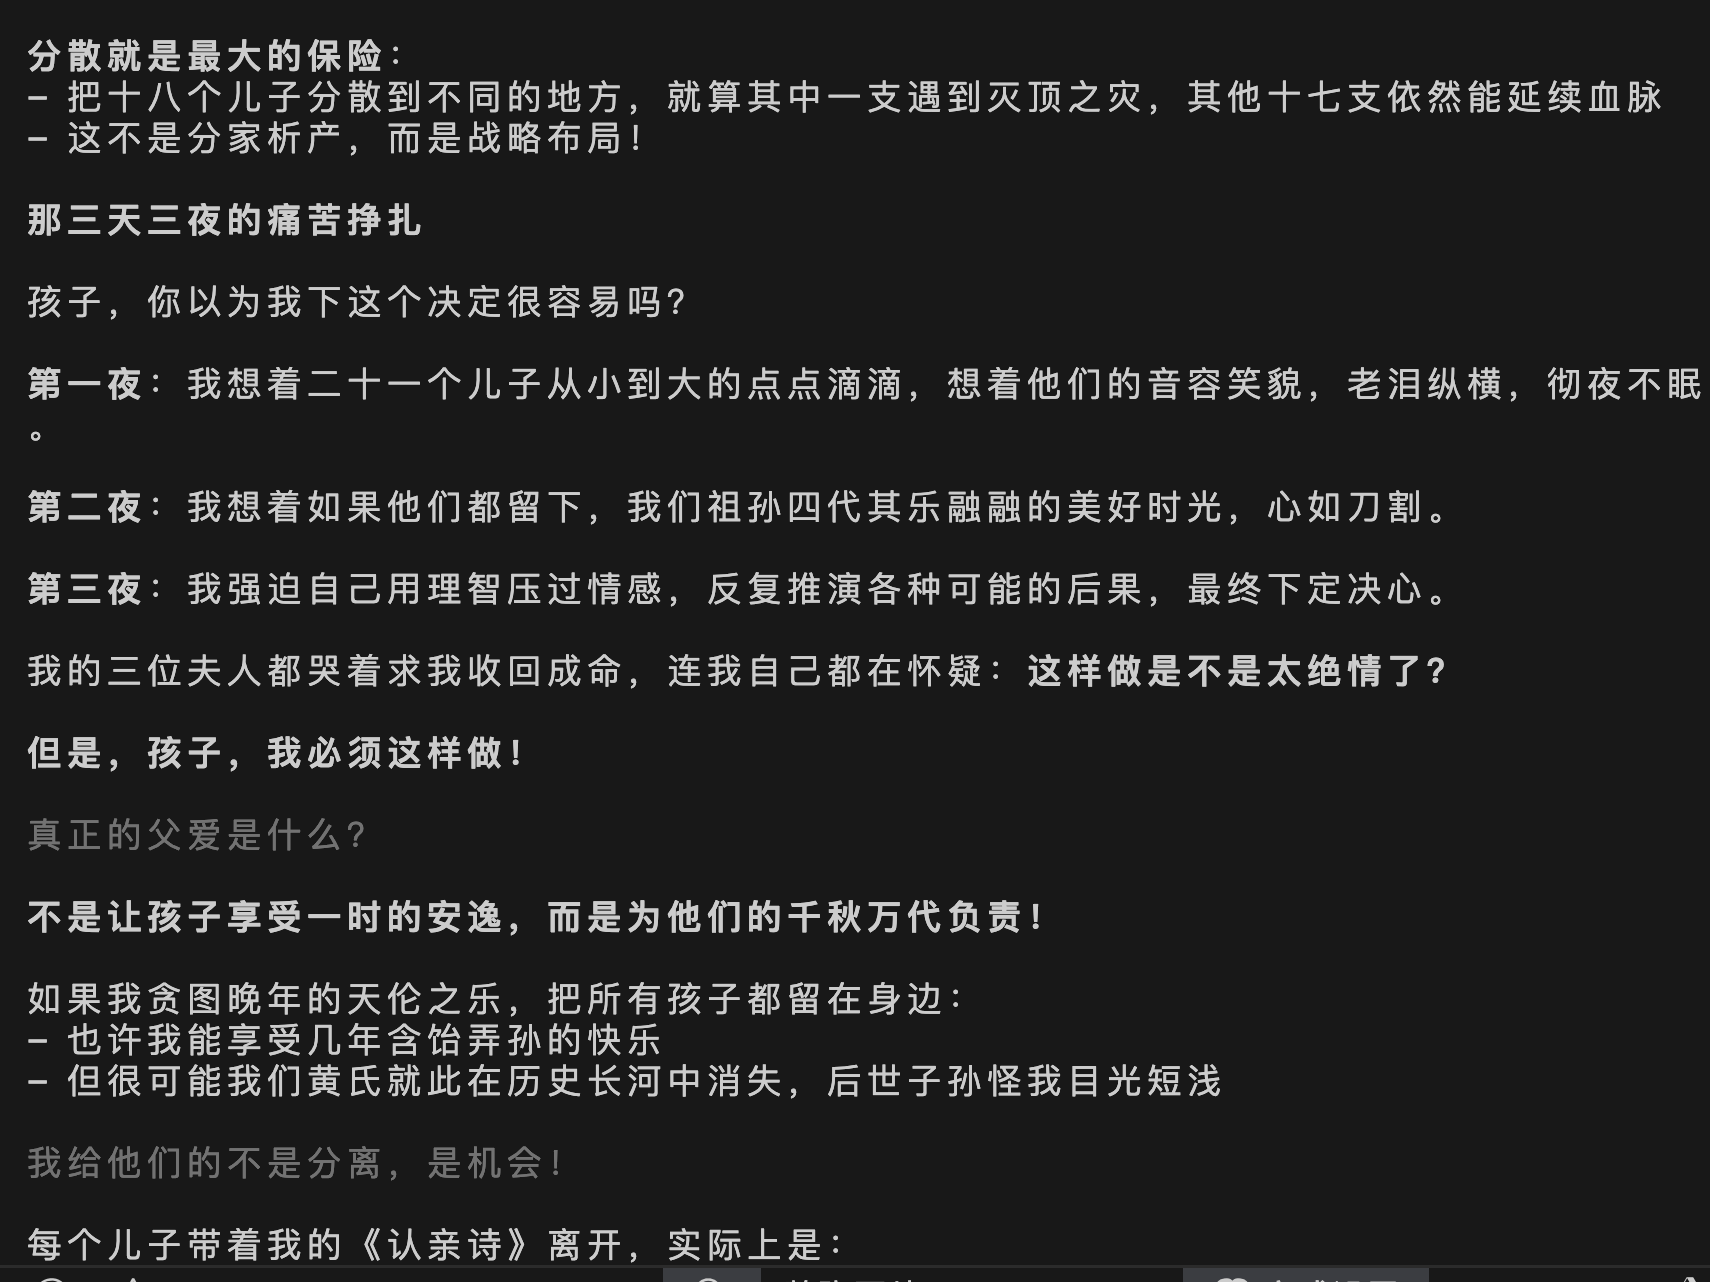 分散就是最大的保险：
– 把十八个儿子分散到不同的地方，就算其中一支遇到灭顶之灾，其他十七支依然能延续血脉
– 这不是分家析产，而是战略布局！
那三天三夜的痛苦挣扎
孩子，你以为我下这个决定很容易吗？
第一夜：我想着二十一个儿子从小到大的点点滴滴，想着他们的音容笑貌，老泪纵横，彻夜不眠
。
第二夜：我想着如果他们都留下，我们祖孙四代其乐融融的美好时光，心如刀割。
第三夜：我强迫自己用理智压过情感，反复推演各种可能的后果，最终下定决心。
我的三位夫人都哭着求我收回成命，连我自己都在怀疑：这样做是不是太绝情了？
但是，孩子，我必须这样做！
真正的父爱是什么？
不是让孩子享受一时的安逸，而是为他们的千秋万代负责！
如果我贪图晚年的天伦之乐，把所有孩子都留在身边：
– 也许我能享受几年含饴弄孙的快乐
– 但很可能我们黄氏就此在历史长河中消失，后世子孙怪我目光短浅
我给他们的不是分离，是机会！
每个儿子带着我的《认亲诗》离开，实际上是：